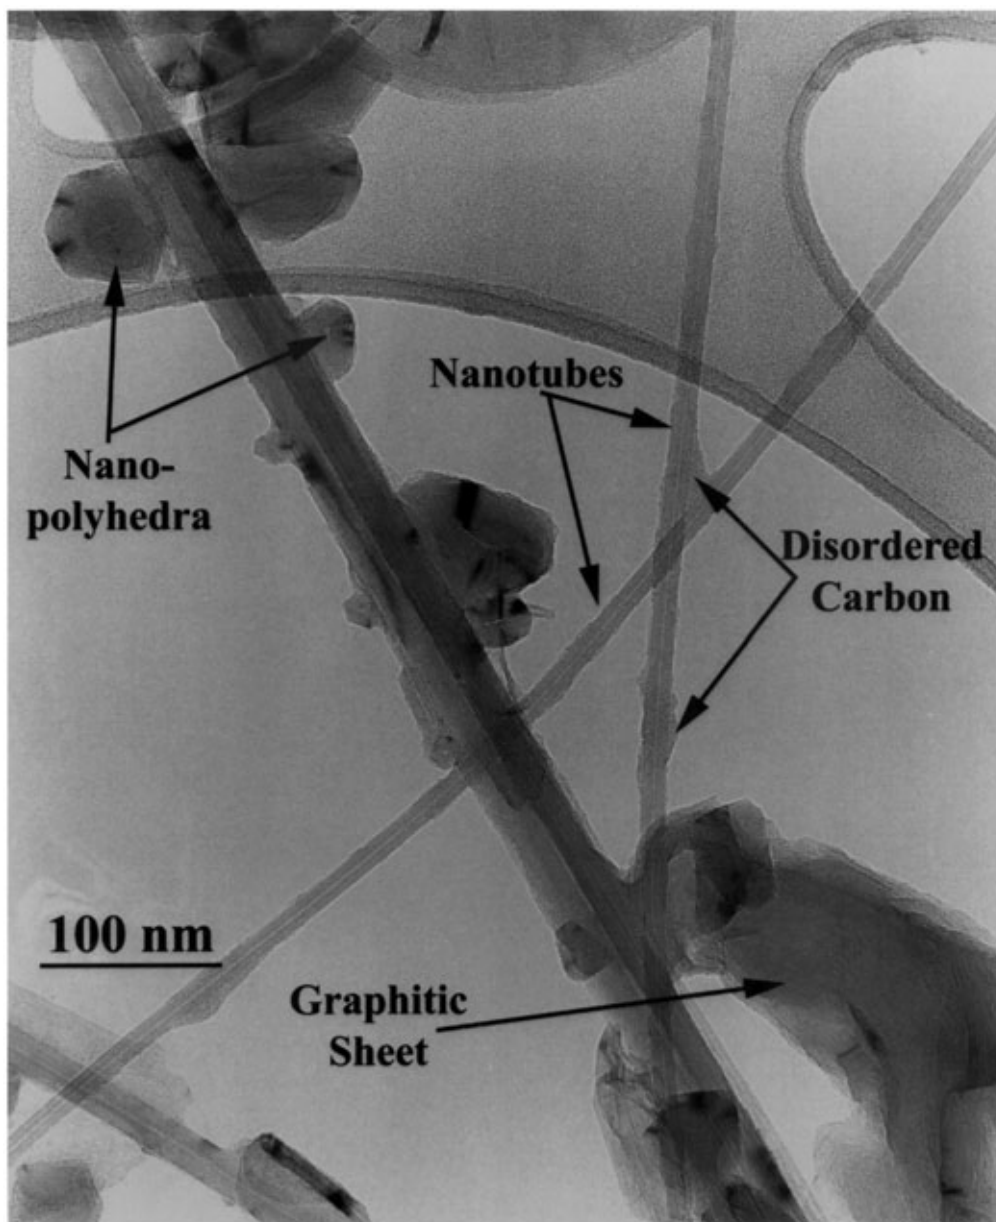 Nanotubes
Nano-
polyhedra
Disordered
Carbon
100 nm
Graphitic
Sheet